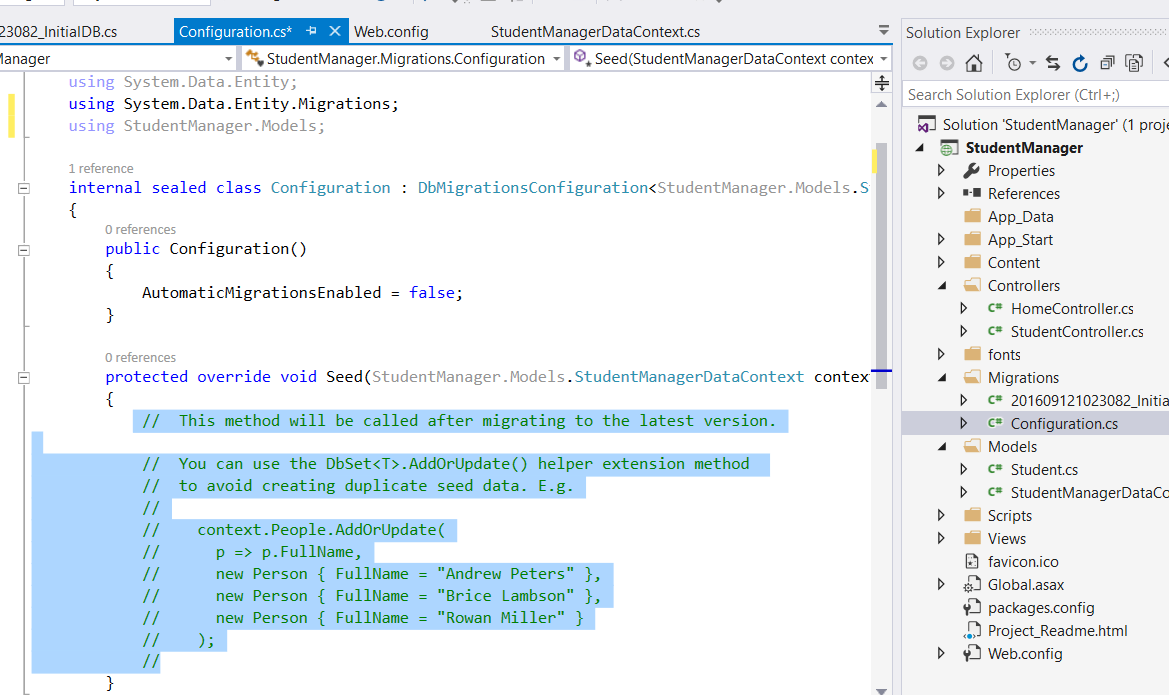 23082_InitialDB.cs
Configuration.cs*
Web.config
StudentManagerDataContext.cs
Manager
StudentManager.Migrations.Configuration
Seed(StudentManagerDataContext contex
using System.Data.Entity;
using System.Data.Entity.Migrations;
using StudentManager.Models;
1 reference
internal sealed class Configuration : DbMigrationsConfiguration<StudentManager.Models.S
{
0 references
public Configuration()
{
AutomaticMigrationsEnabled = false;
}
0 references
protected override void Seed(StudentManager.Models.StudentManagerDataContext contex
{
// This method will be called after migrating to the latest version.
// You can use the DbSet<T>.AddOrUpdate() helper extension method
// to avoid creating duplicate seed data. E.g.
//
// context.People.AddOrUpdate(
// p => p.FullName,
// new Person { FullName = "Andrew Peters" },
// new Person { FullName = "Brice Lambson" },
// new Person { FullName = "Rowan Miller" }
// );
//
}
Solution Explorer
Search Solution Explorer (Ctrl+;)
Solution 'StudentManager' (1 proje
StudentManager
Properties
References
App_Data
App_Start
Content
Controllers
C# HomeController.cs
C# StudentController.cs
fonts
Migrations
C# 201609121023082_Initia
C# Configuration.cs
Models
C# Student.cs
C# StudentManagerDataCo
Scripts
Views
favicon.ico
Global.asax
packages.config
Project_Readme.html
Web.config